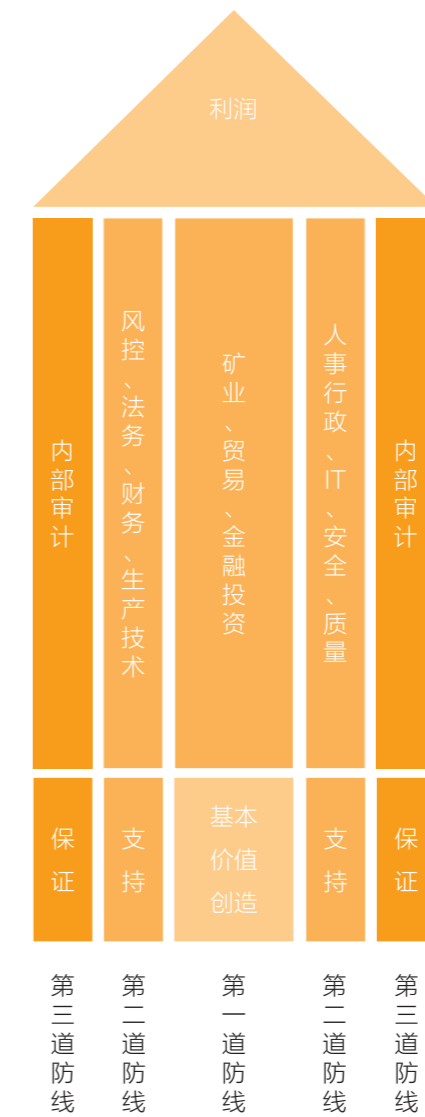 利润
内部审计
风控、法务、财务、生产技术
矿业、贸易、金融投资
人事行政、IT、安全、质量
内部审计
保证
支持
基本
价值
创造
支持
保证
第三道防线
第二道防线
第一道防线
第二道防线
第三道防线